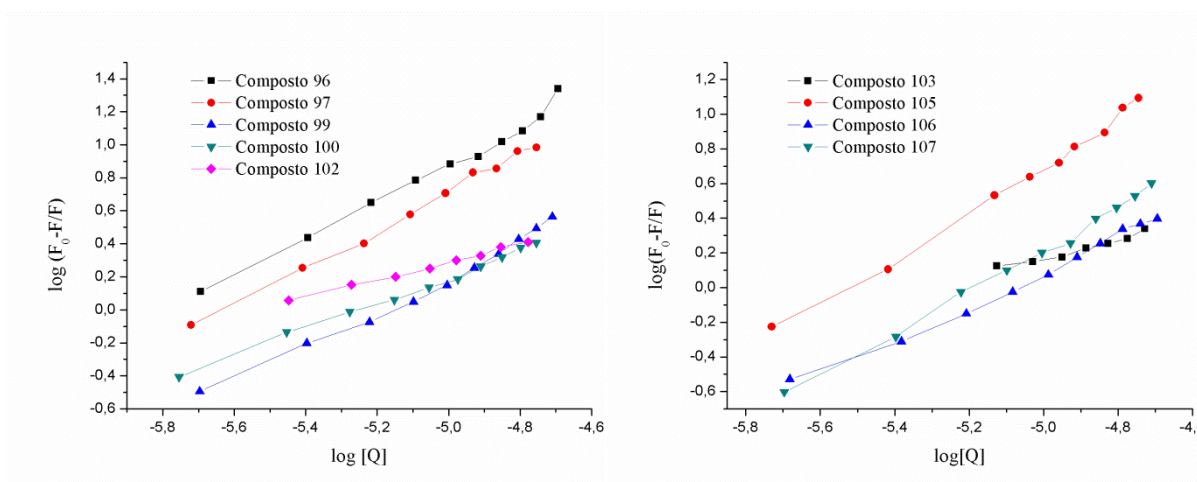 1,4
1,2
1,0
0,8
0,6
0,4
0,2
0,0
-0,2
-0,4
-0,6
log (F₀-F/F)
Composto 96
Composto 97
Composto 99
Composto 100
Composto 102
-5,8 -5,6 -5,4 -5,2 -5,0 -4,8 -4,6
log [Q]
1,2
1,0
0,8
0,6
0,4
0,2
0,0
-0,2
-0,4
-0,6
log(F₀-F/F)
Composto 103
Composto 105
Composto 106
Composto 107
-5,8 -5,6 -5,4 -5,2 -5,0 -4,8 -4,
log[Q]